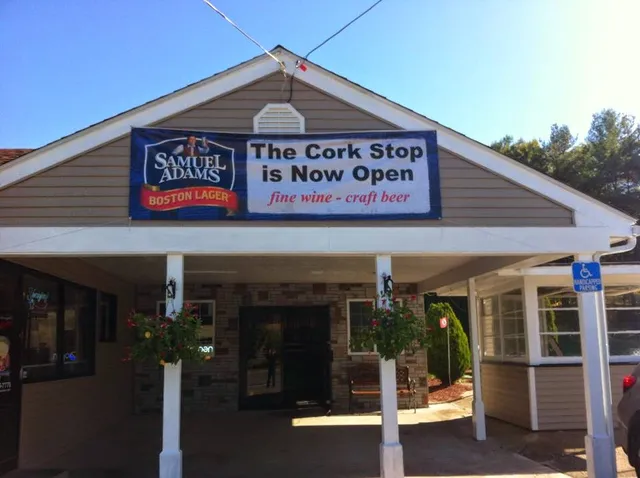 SAMUEL
ADAMS
BOSTON LAGER
The Cork Stop
is Now Open
fine wine - craft beer
HANDICAPPED
PARKING